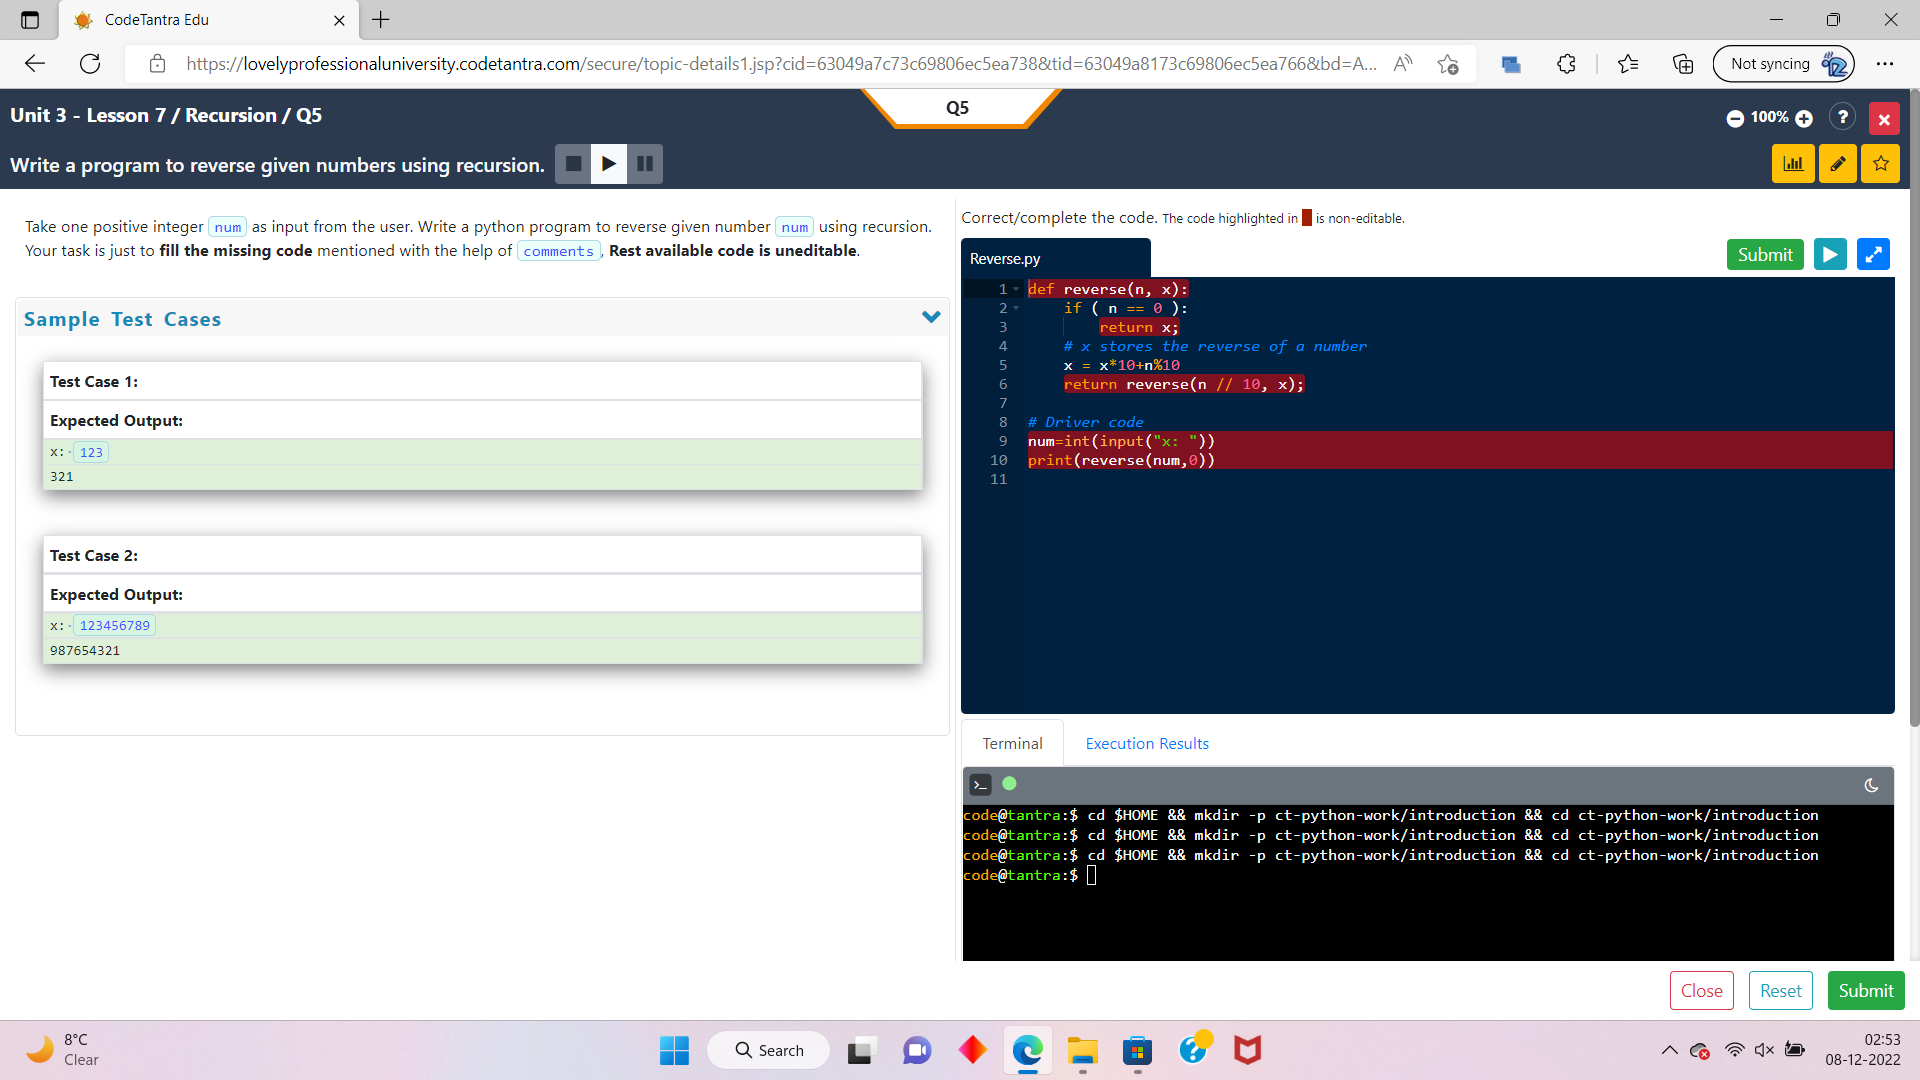 CodeTantra Edu
https://lovelyprofessionaluniversity.codetantra.com/secure/topic-details1.jsp?cid=63049a7c73c69806ec5ea738&tid=63049a8173c69806ec5ea766&bd=A...
Not syncing
Unit 3 - Lesson 7 / Recursion / Q5
Q5
100%
?
Write a program to reverse given numbers using recursion.
Take one positive integer num as input from the user. Write a python program to reverse given number num using recursion.
Your task is just to fill the missing code mentioned with the help of comments, Rest available code is uneditable.
Sample Test Cases
Test Case 1:
Expected Output:
x:· 123
321
Test Case 2:
Expected Output:
x:· 123456789
987654321
Correct/complete the code. The code highlighted in is non-editable.
Reverse.py
Submit
1 def reverse(n, x):
2 if ( n == 0 ):
3 return x;
4 # x stores the reverse of a number
5 x = x*10+n%10
6 return reverse(n // 10, x);
7
8 # Driver code
9 num=int(input("x: "))
10 print(reverse(num,0))
11
Terminal
Execution Results
code@tantra:$ cd $HOME && mkdir -p ct-python-work/introduction && cd ct-python-work/introduction
code@tantra:$ cd $HOME && mkdir -p ct-python-work/introduction && cd ct-python-work/introduction
code@tantra:$ cd $HOME && mkdir -p ct-python-work/introduction && cd ct-python-work/introduction
code@tantra:$
Close
Reset
Submit
8°C
Clear
Search
02:53
08-12-2022